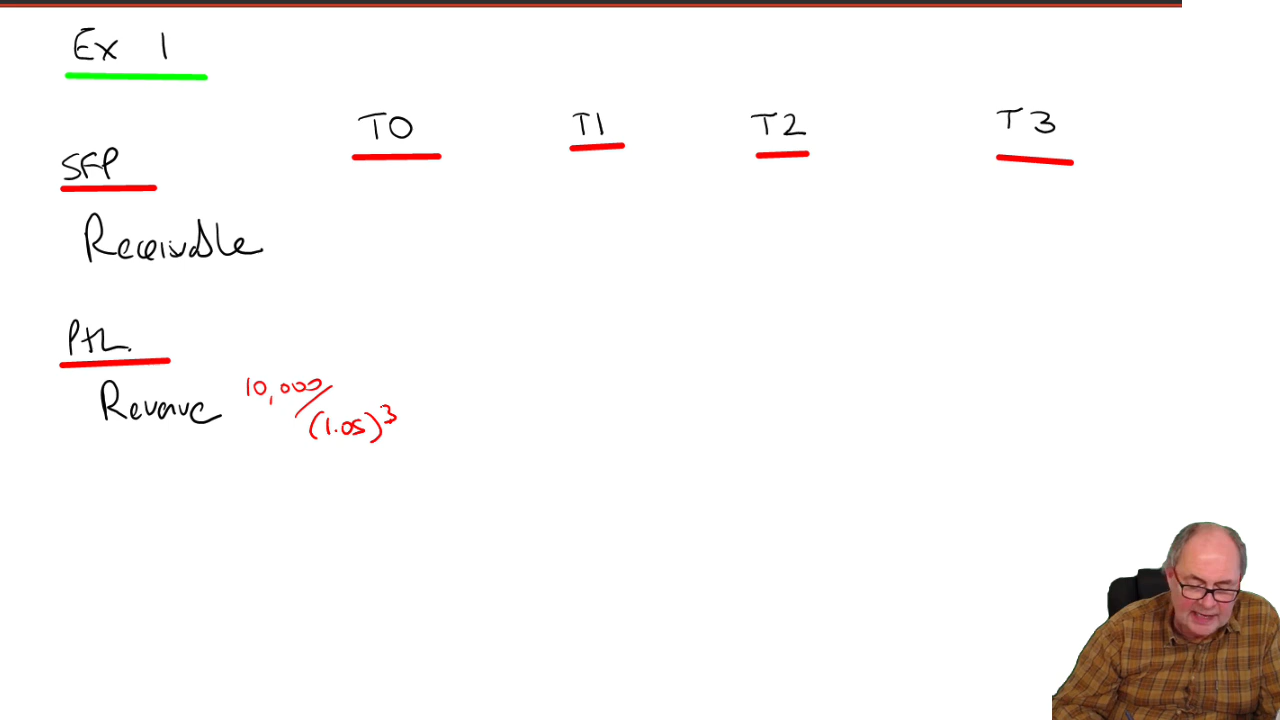 Ex 1
T0 T1 T2 T3
SFP
Receivable
P+L.
Revenue 10,000/(1.05)³